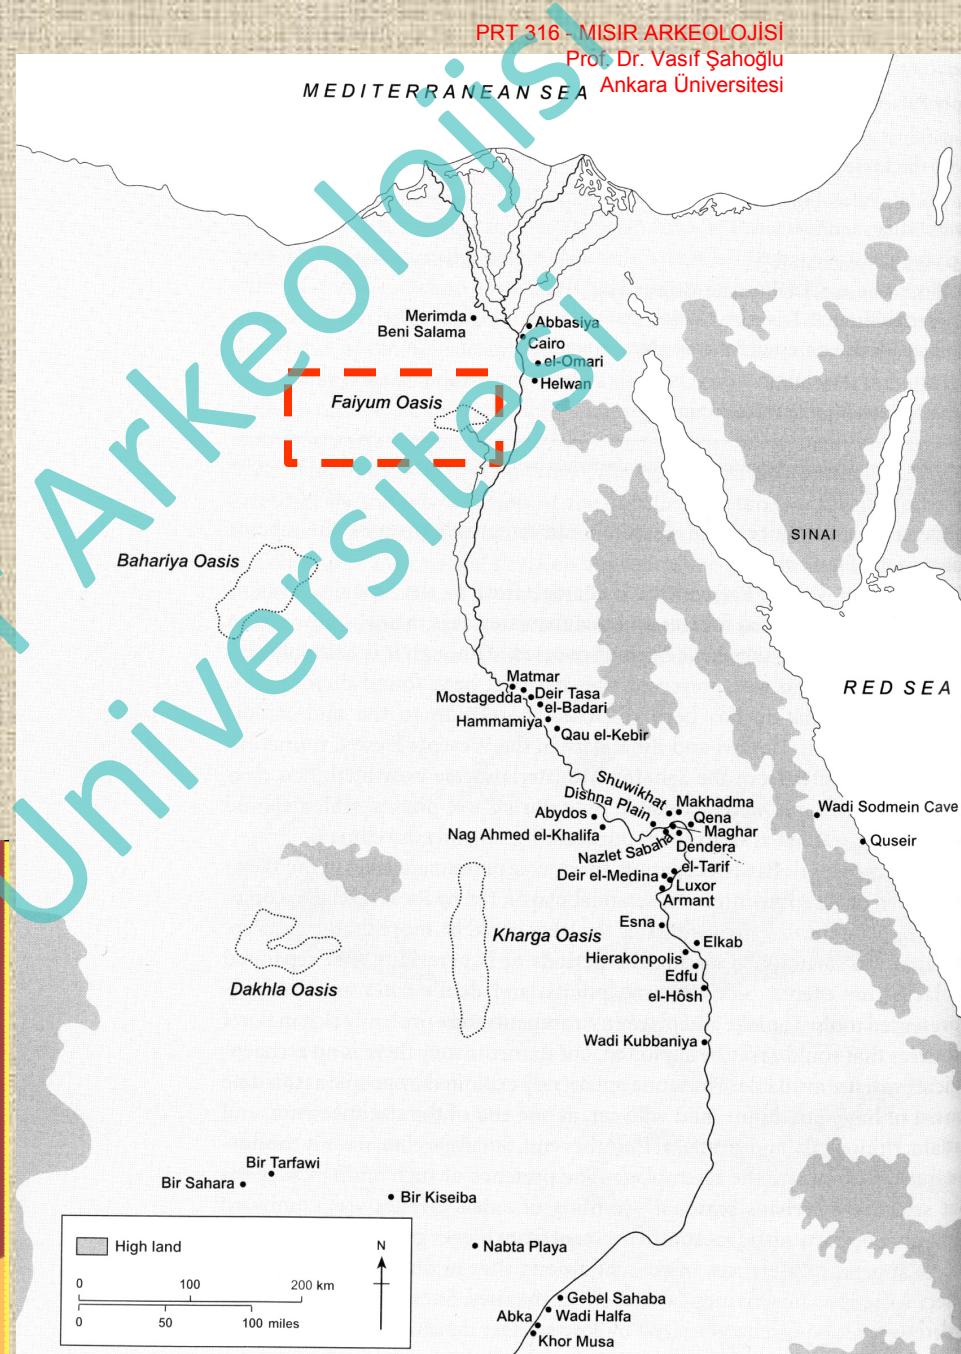 PRT 316 - MISIR ARKEOLOJİSİ
Prof. Dr. Vasıf Şahoğlu
Ankara Üniversitesi
MEDITERRANEAN SEA
Arkeolojisi
Üniversitesi
Merimda
Beni Salama
Abbasiya
Cairo
el-Omari
Helwan
Faiyum Oasis
SINAI
Bahariya Oasis
RED SEA
Matmar
Mostagedda
Deir Tasa
el-Badari
Hammamiya
Qau el-Kebir
Shuwikhat
Dishna Plain
Makhadma
Abydos
Qena
Nag Ahmed el-Khalifa
Maghar
Nazlet Sabaha
Dendera
Wadi Sodmein Cave
Quseir
el-Tarif
Deir el-Medina
Luxor
Armant
Esna
Kharga Oasis
Elkab
Hierakonpolis
Edfu
Dakhla Oasis
el-Hôsh
Wadi Kubbaniya
Bir Tarfawi
Bir Sahara
Bir Kiseiba
High land
N
0 100 200 km
0 50 100 miles
Nabta Playa
Gebel Sahaba
Wadi Halfa
Abka
Khor Musa